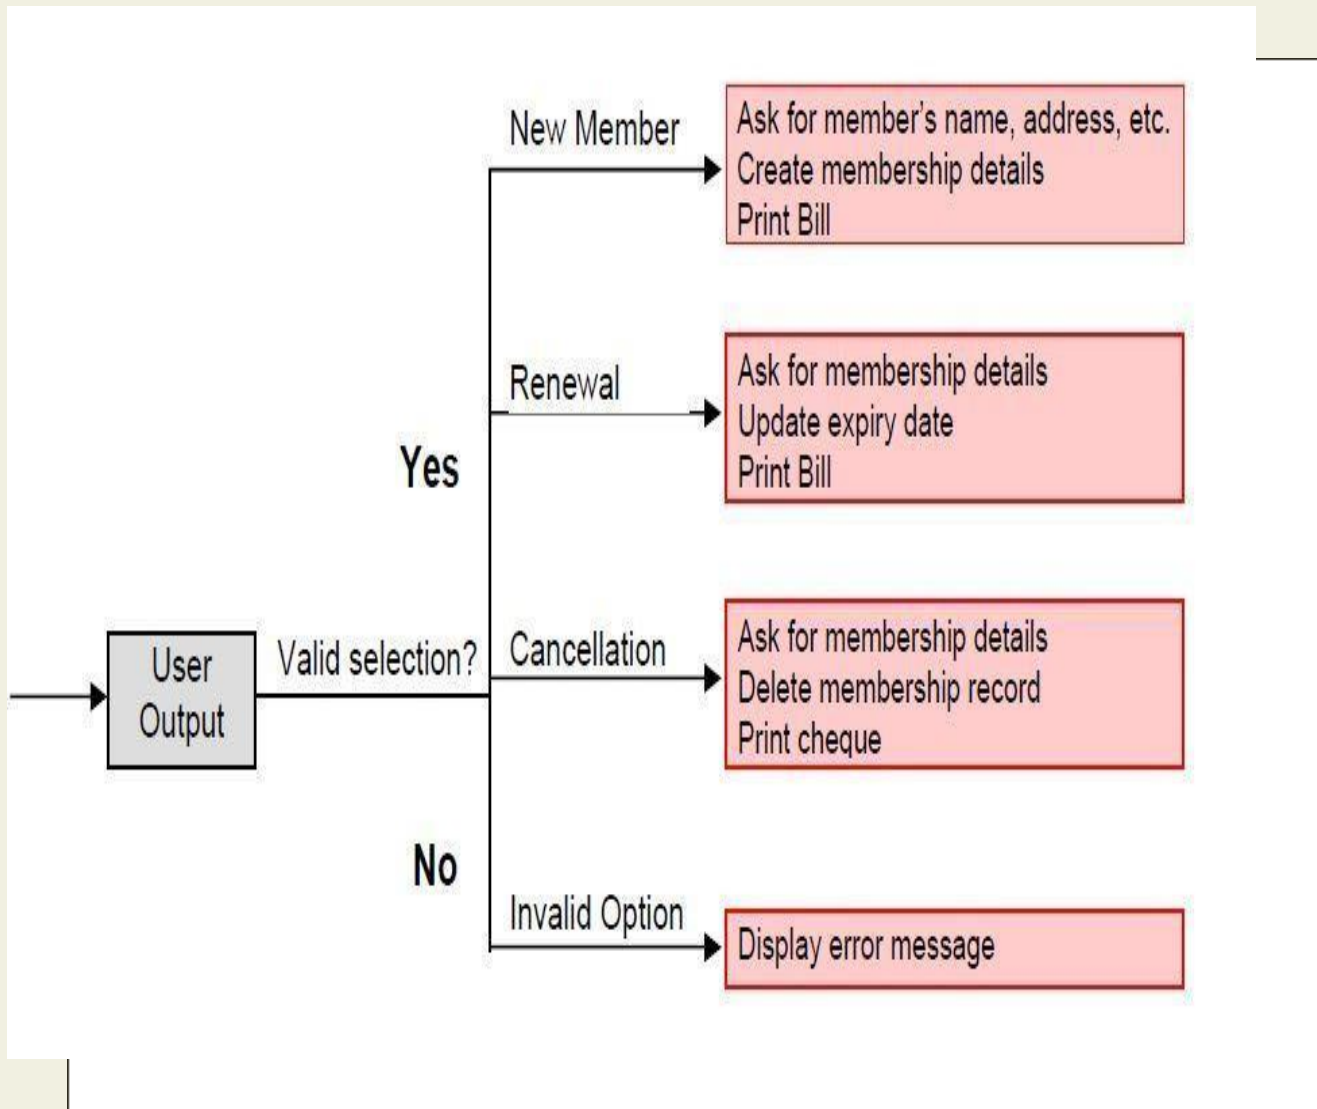 New Member
Ask for member's name, address, etc.
Create membership details
Print Bill
Renewal
Ask for membership details
Update expiry date
Print Bill
Yes
User
Output
Valid selection?
Cancellation
Ask for membership details
Delete membership record
Print cheque
No
Invalid Option
Display error message